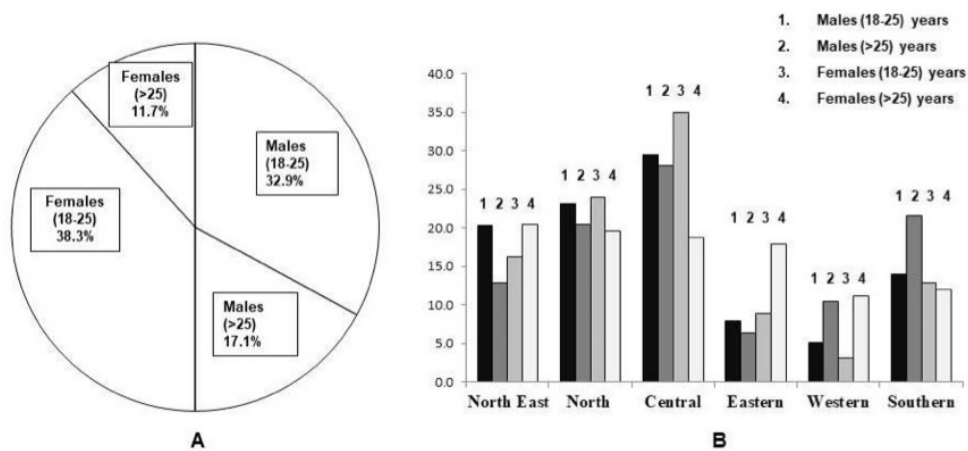 Females
(>25)
11.7%
Males
(18-25)
32.9%
Females
(18-25)
38.3%
Males
(>25)
17.1%
A
1. Males (18-25) years
2. Males (>25) years
3. Females (18-25) years
4. Females (>25) years
40.0
35.0
30.0
25.0
20.0
15.0
10.0
5.0
0.0
1 2 3 4
1 2 3 4
1 2 3 4
1 2 3 4
1 2 3 4
1 2 3 4
North East North Central Eastern Western Southern
B